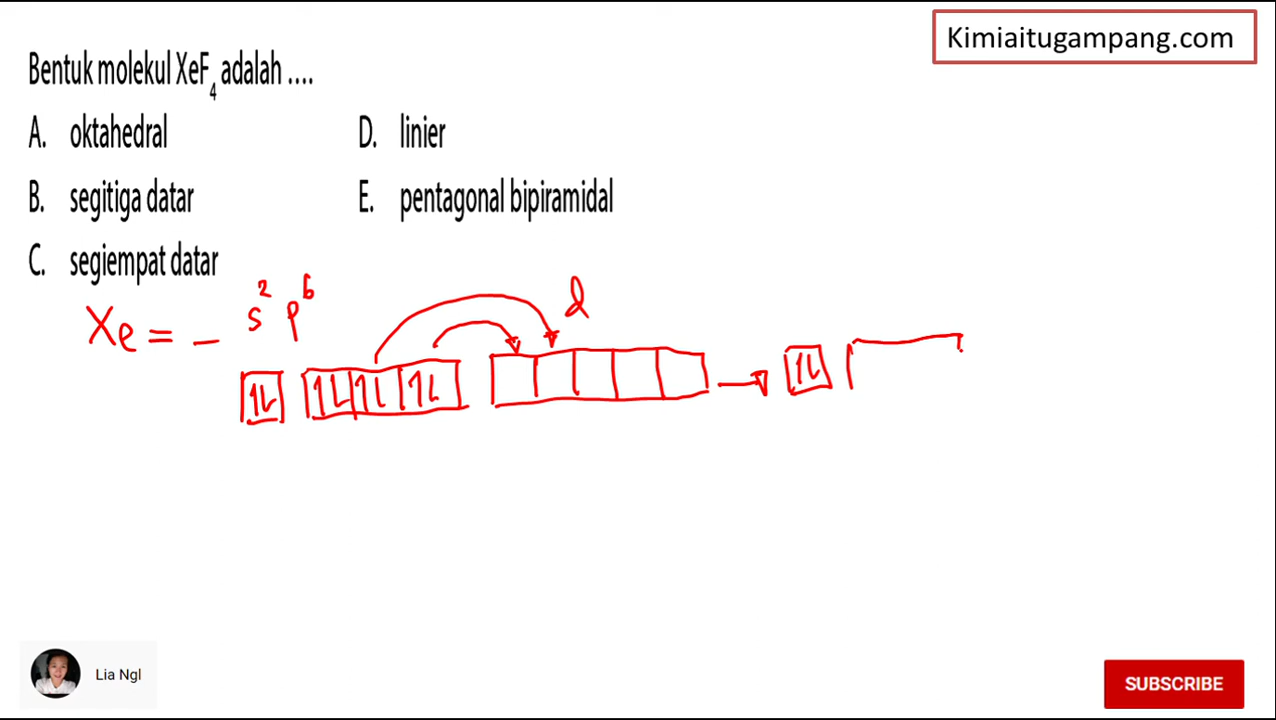 Kimiaitugampang.com
Bentuk molekul XeF₄ adalah ....
A. oktahedral
B. segitiga datar
C. segiempat datar
D. linier
E. pentagonal bipiramidal
Xe = – s² p⁶
d
Lia Ngl
SUBSCRIBE